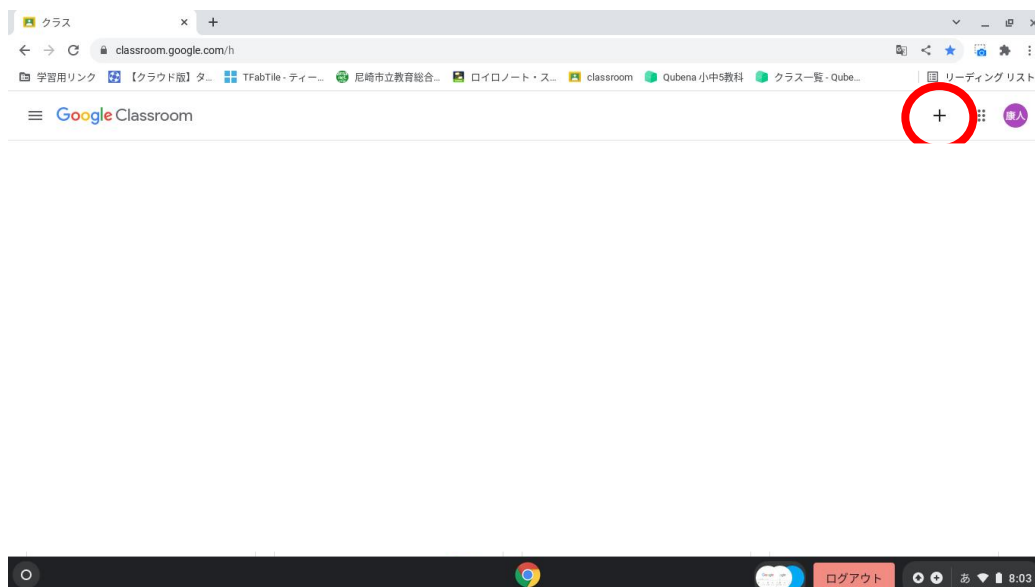 クラス
classroom.google.com/h
学習用リンク 【クラウド版】タ... TFabTile - ティー... 尼崎市立教育総合... ロイロノート・ス... classroom Qubena 小中5教科 クラス一覧 - Qube... リーディング リスト
Google Classroom
康人
ログアウト あ 8:03